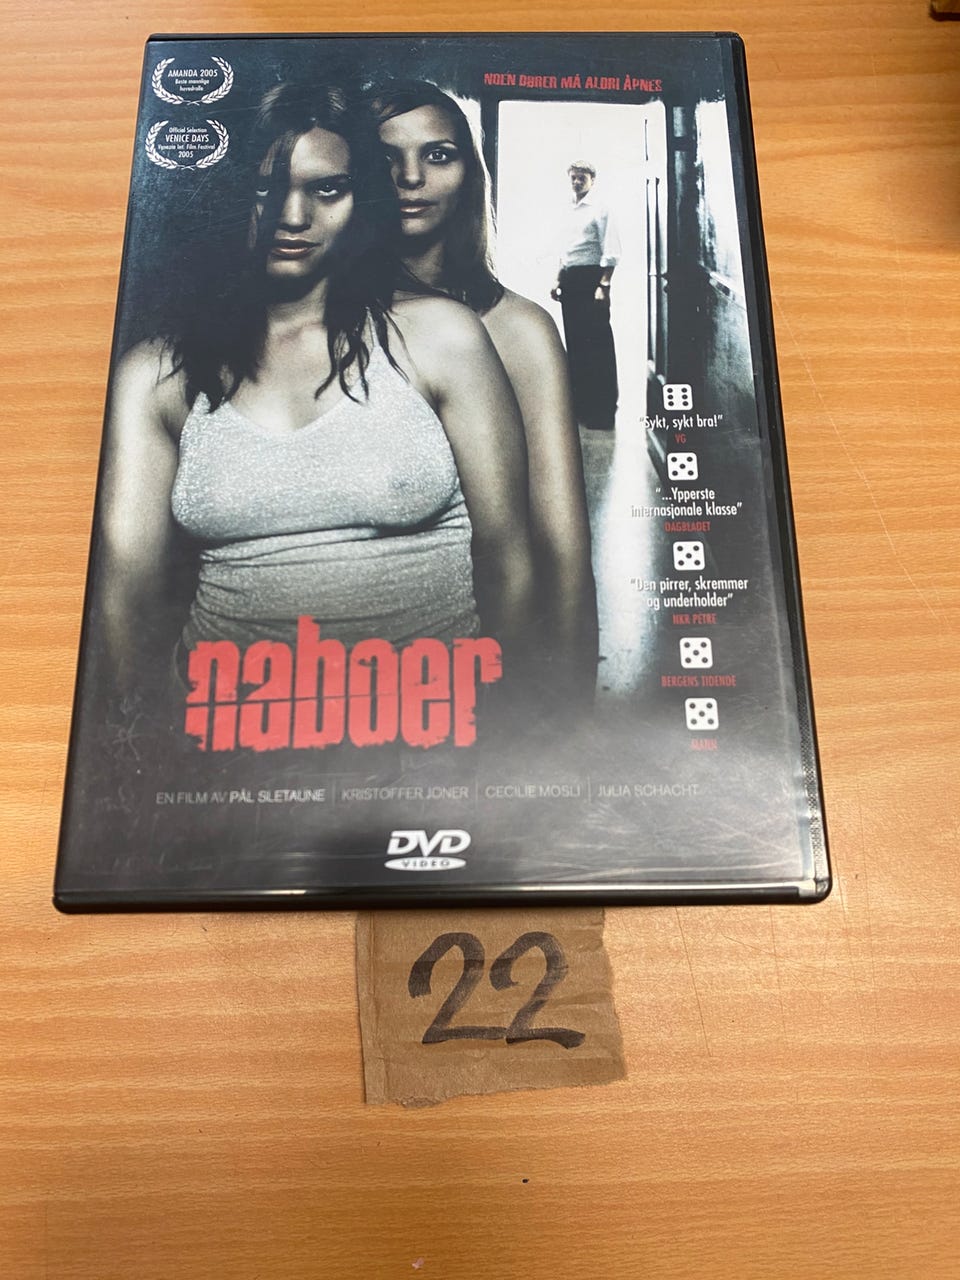 AMANDA 2005
Beste mannlige
hovedrolle
Official Selection
VENICE DAYS
Venezia Int. Film Festival
2005
NOEN DØRER MÅ ALDRI ÅPNES
"Sykt, sykt bra!"
VG
"...Ypperste
internasjonale klasse"
DAGBLADET
"Den pirrer, skremmer
og underholder"
NRK PETRE
BERGENS TIDENDE
MANN
naboer
EN FILM AV PÅL SLETAUNE | KRISTOFFER JONER | CECILIE MOSLI | JULIA SCHACHT
DVD
VIDEO
22